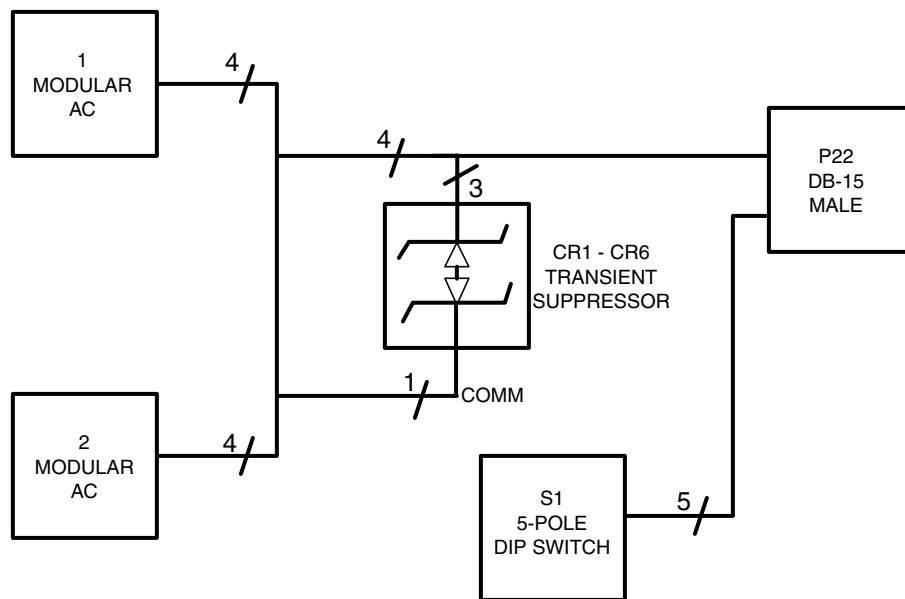 1
MODULAR
AC
4
4
3
P22
DB-15
MALE
CR1 - CR6
TRANSIENT
SUPPRESSOR
1
COMM
2
MODULAR
AC
4
S1
5-POLE
DIP SWITCH
5